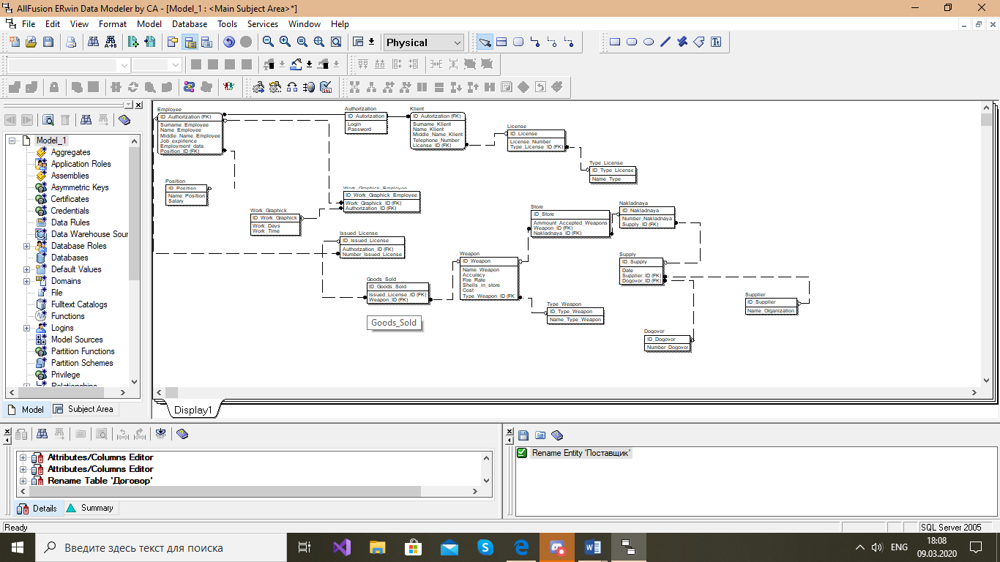 AllFusion ERwin Data Modeler by CA - [Model_1 : <Main Subject Area>*]
File Edit View Format Model Database Tools Services Window Help
Physical
Model_1
Aggregates
Application Roles
Assemblies
Asymmetric Keys
Certificates
Credentials
Data Rules
Data Warehouse Sour
Database Roles
Databases
Default Values
Domains
File
Fulltext Catalogs
Functions
Logins
Model Sources
Partition Functions
Partition Schemes
Privilege
Relationships
Model
Subject Area
Employee
ID_Authorization (FK)
Surname_Employee
Name_Employee
Middle_Name_Employee
Job_expirience
Employment_data
Position_ID (FK)
Authorization
ID_Autorization
Login
Password
Klient
ID_Autorization (FK)
Surname_Klient
Name_Klient
Middle_Name_Klient
Telephone_Number
License_ID (FK)
License
ID_License
License_Number
Type_License_ID (FK)
Type_License
ID_Type_License
Name_Type
Position
ID_Position
Name_Position
Salary
Work_Graphick
ID_Work_Graphick
Work_Days
Work_Time
Work_Graphick_Employee
ID_Work_Graphick_Employee
Work_Graphick_ID (FK)
Authorization_ID (FK)
Issued_License
ID_Issued_License
Authorization_ID (FK)
Number_Issued_License
Goods_Sold
ID_Goods_Sold
Issued_License_ID (FK)
Weapon_ID (FK)
Goods_Sold
Weapon
ID_Weapon
Name_Weapon
Accuracy
Fire_Rate
Shells_in_store
Cost
Type_Weapon_ID (FK)
Store
ID_Store
Ammount_Accepted_Weapons
Weapon_ID (FK)
Nakladnaya_ID (FK)
Nakladnaya
ID_Nakladnaya
Number_Nakladnaya
Supply_ID (FK)
Supply
ID_Supply
Date
Supplier_ID (FK)
Dogovor_ID (FK)
Type_Weapon
ID_Type_Weapon
Name_Type_Weapon
Supplier
ID_Supplier
Name_Organization
Dogovor
ID_Dogovor
Number_Dogovor
Display1
Attributes/Columns Editor
Attributes/Columns Editor
Rename Table 'Договор'
Details
Summary
Rename Entity 'Поставщик'
Ready
SQL Server 2005
Введите здесь текст для поиска
ENG
18:08
09.03.2020